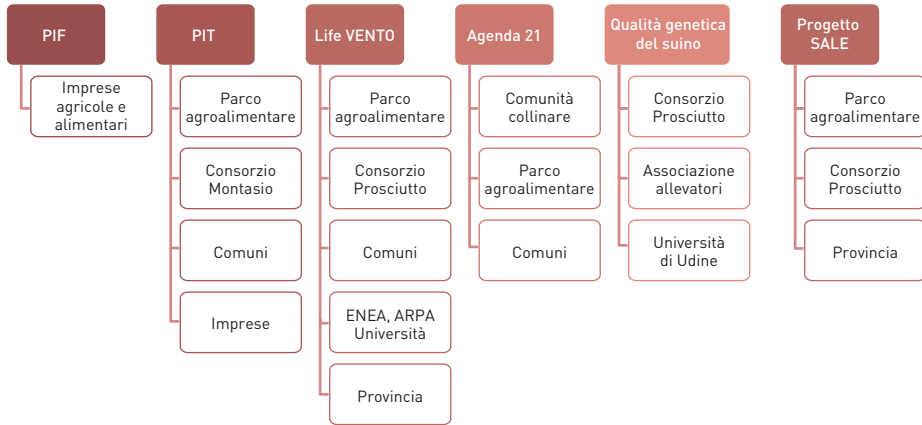 PIF
Imprese
agricole e
alimentari
PIT
Parco
agroalimentare
Consorzio
Montasio
Comuni
Imprese
Life VENTO
Parco
agroalimentare
Consorzio
Prosciutto
Comuni
ENEA, ARPA
Università
Provincia
Agenda 21
Comunità
collinare
Parco
agroalimentare
Comuni
Qualità genetica
del suino
Consorzio
Prosciutto
Associazione
allevatori
Università
di Udine
Progetto
SALE
Parco
agroalimentare
Consorzio
Prosciutto
Provincia